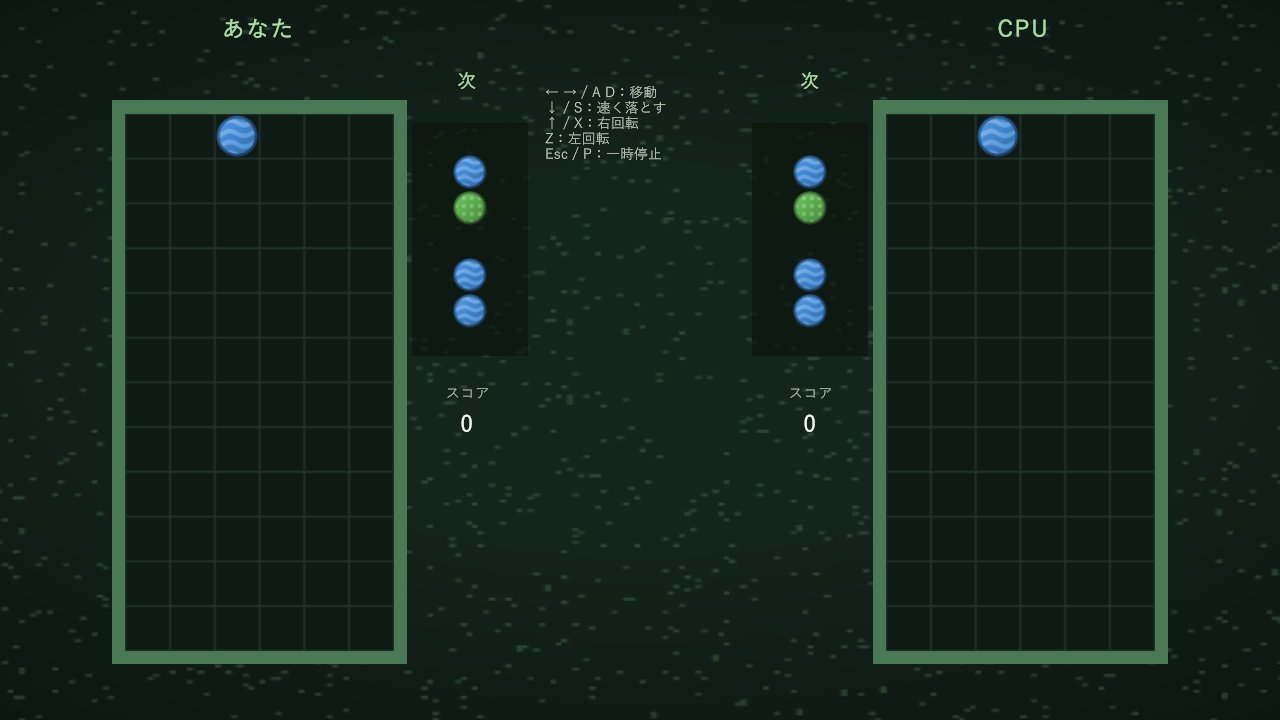 あなた
CPU
次
次
← → / A D：移動
↓ / S：速く落とす
↑ / X：右回転
Z：左回転
Esc / P：一時停止
スコア
0
スコア
0